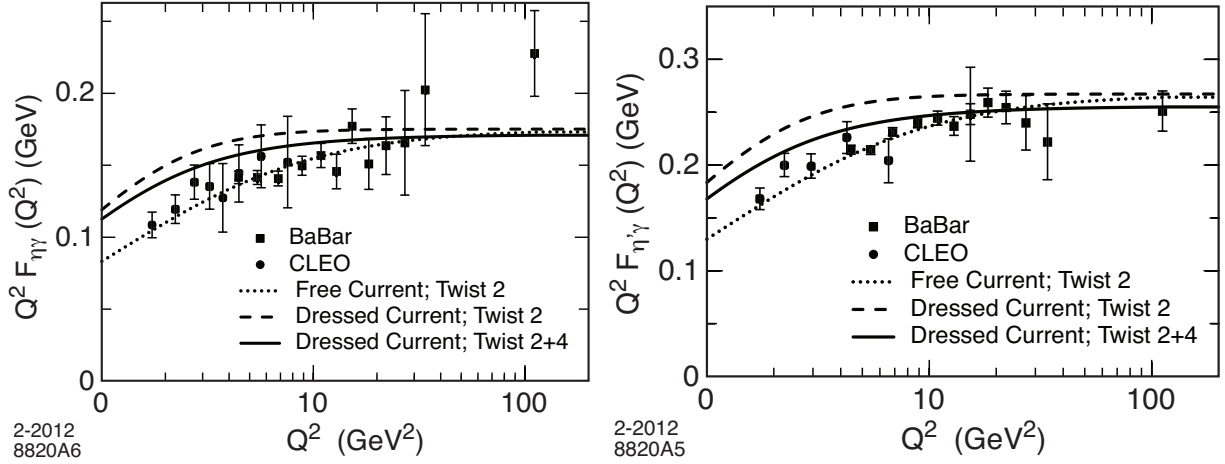 0.2
0.1
0
Q² F_ηγ (Q²) (GeV)
BaBar
CLEO
Free Current; Twist 2
Dressed Current; Twist 2
Dressed Current; Twist 2+4
0 10 100
Q² (GeV²)
2-2012
8820A6
0.3
0.2
0.1
0
Q² F_η'γ (Q²) (GeV)
BaBar
CLEO
Free Current; Twist 2
Dressed Current; Twist 2
Dressed Current; Twist 2+4
0 10 100
Q² (GeV²)
2-2012
8820A5